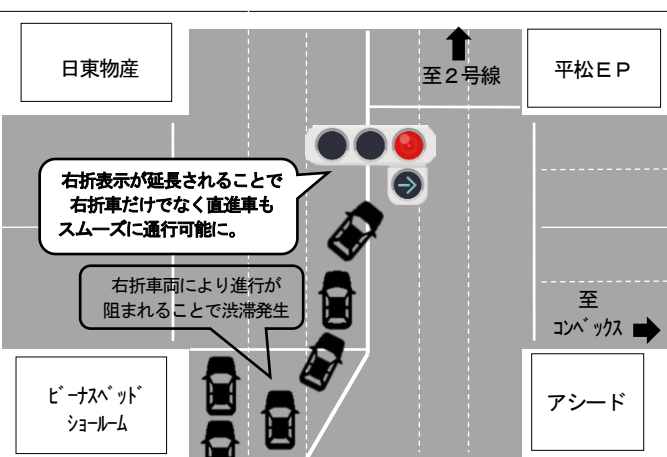 日東物産
至２号線
平松ＥＰ
右折表示が延長されることで
右折車だけでなく直進車も
スムーズに通行可能に。
右折車両により進行が
阻まれることで渋滞発生
至
ｺﾝﾍﾞｯｸｽ
ﾋﾞｰﾅｽﾍﾞｯﾄﾞ
ｼｮｰﾙｰﾑ
アシード